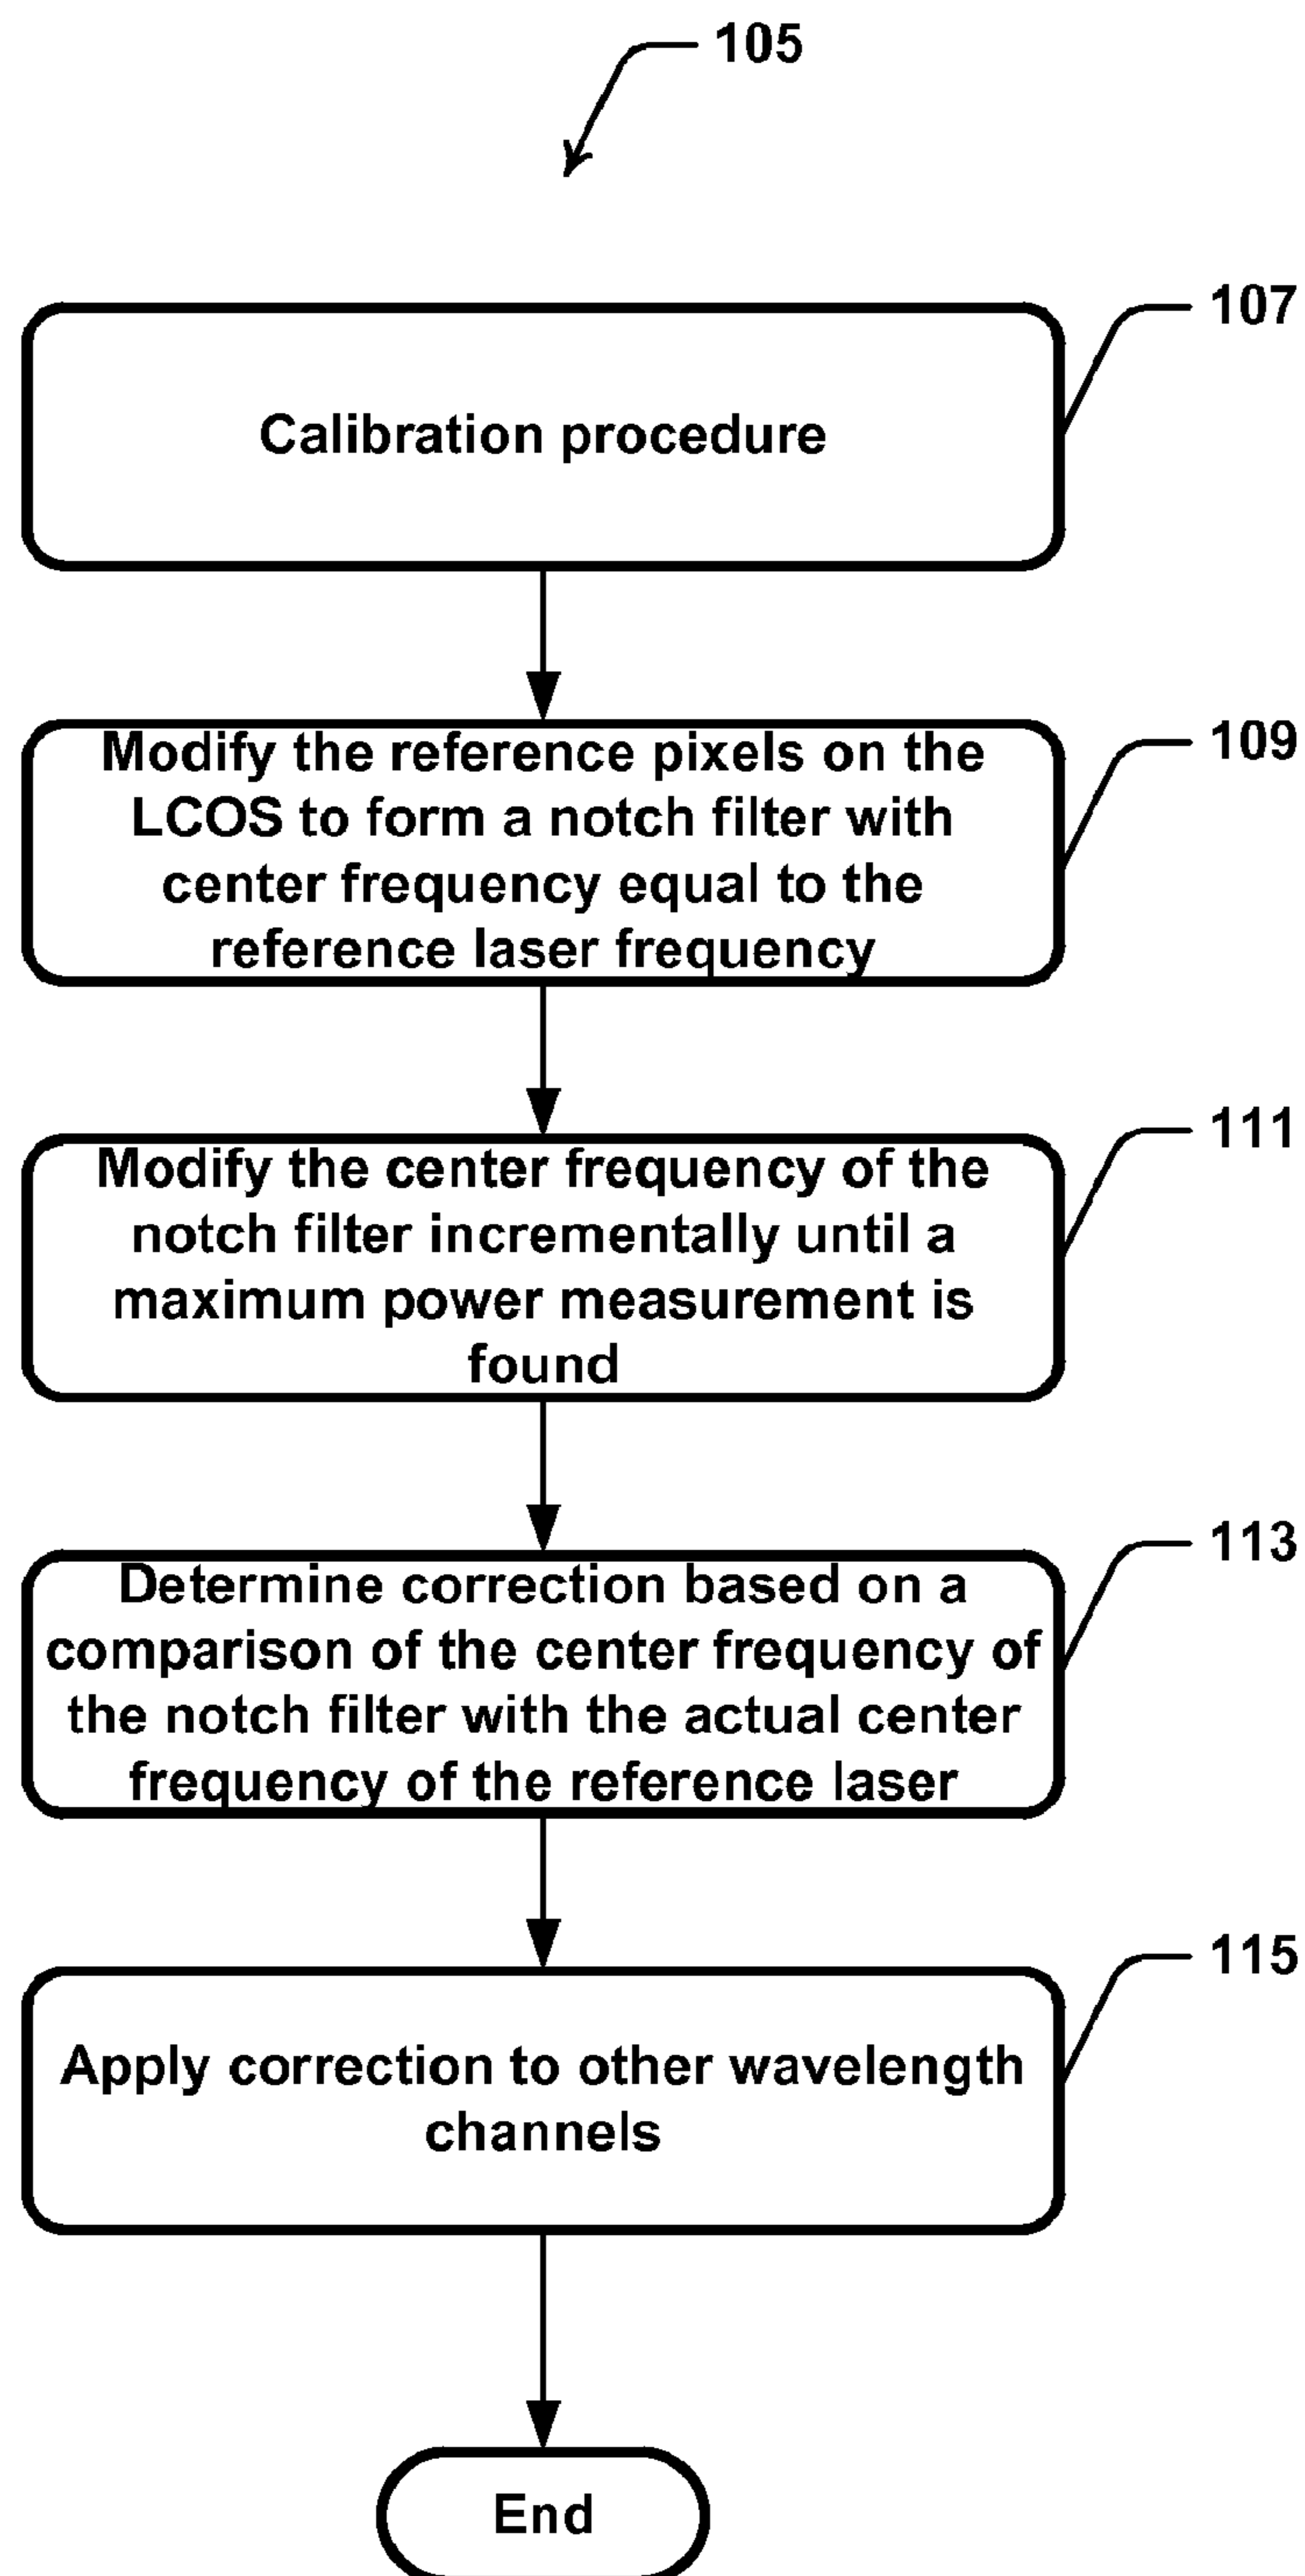 105
107
Calibration procedure
109
Modify the reference pixels on the
LCOS to form a notch filter with
center frequency equal to the
reference laser frequency
111
Modify the center frequency of the
notch filter incrementally until a
maximum power measurement is
found
113
Determine correction based on a
comparison of the center frequency of
the notch filter with the actual center
frequency of the reference laser
115
Apply correction to other wavelength
channels
End